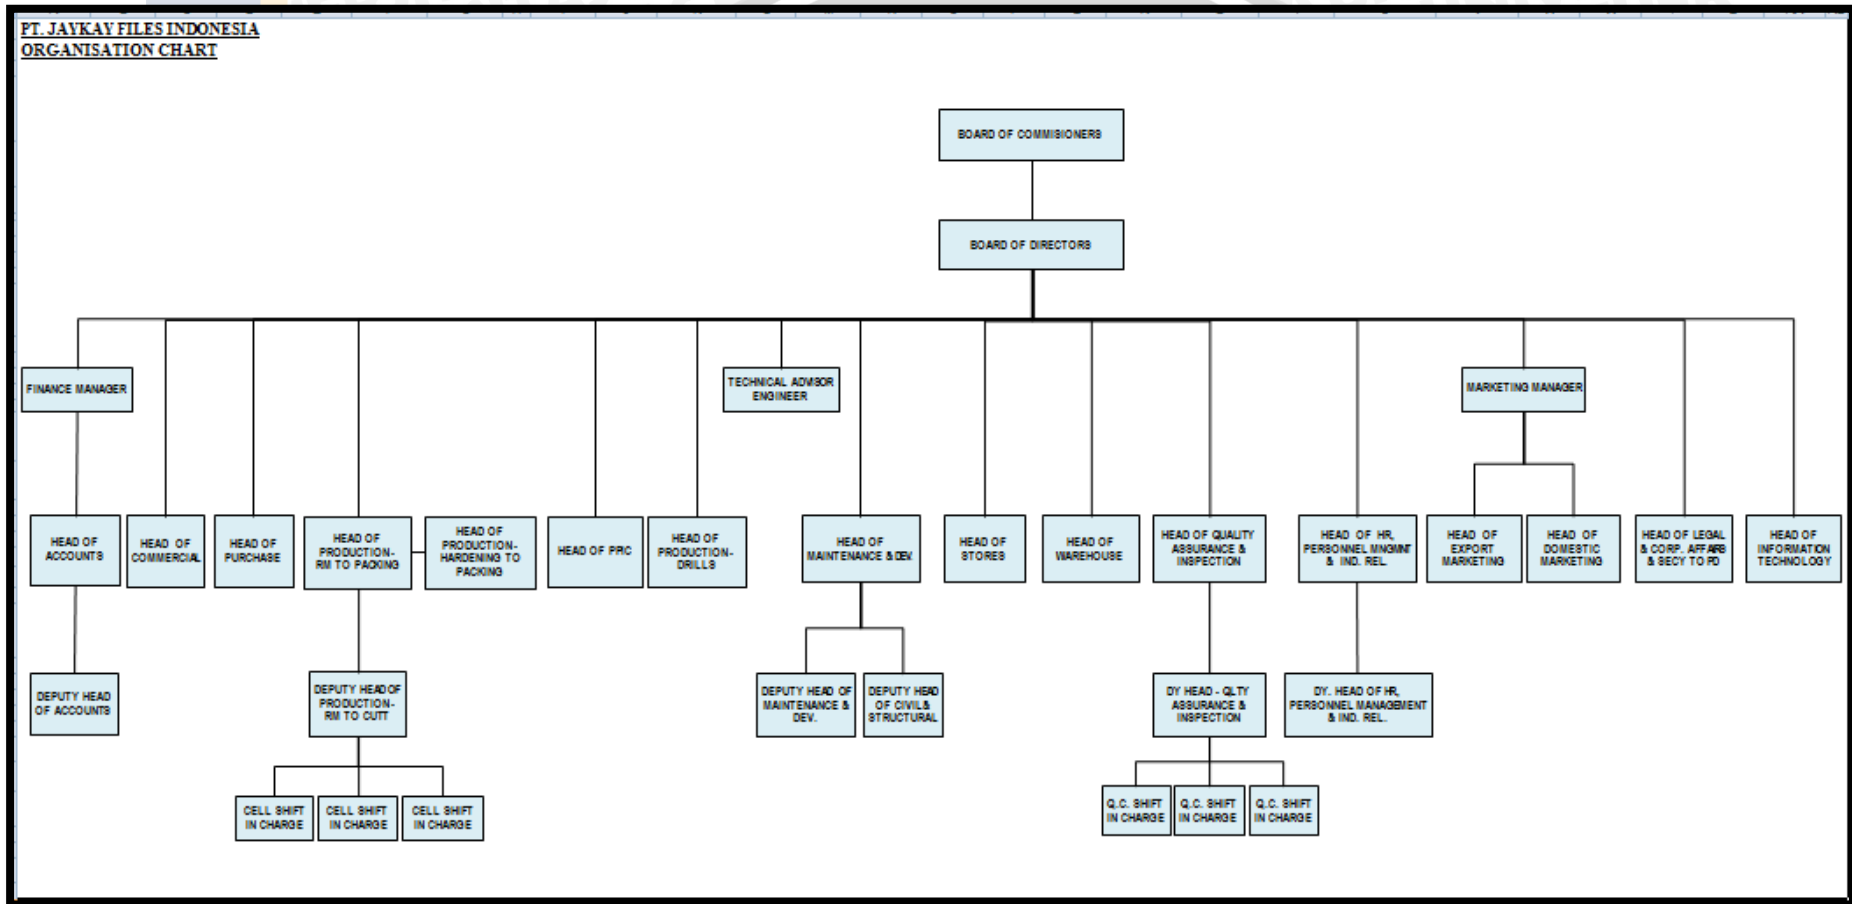 PT. JAYKAY FILES INDONESIA
ORGANISATION CHART
BOARD OF COMMISIONERS
BOARD OF DIRECTORS
FINANCE MANAGER
TECHNICAL ADVISOR
ENGINEER
MARKETING MANAGER
HEAD OF
ACCOUNTS
HEAD OF
COMMERCIAL
HEAD OF
PURCHASE
HEAD OF
PRODUCTION-
RM TO PACKING
HEAD OF
PRODUCTION-
HARDENING TO
PACKING
HEAD OF PPIC
HEAD OF
PRODUCTION-
DRILLS
HEAD OF
MAINTENANCE & DEV.
HEAD OF
STORES
HEAD OF
WAREHOUSE
HEAD OF QUALITY
ASSURANCE &
INSPECTION
HEAD OF HR,
PERSONNEL MNGMNT
& IND. REL.
HEAD OF
EXPORT
MARKETING
HEAD OF
DOMESTIC
MARKETING
HEAD OF LEGAL
& CORP. AFFAIRS
& SECY TO PD
HEAD OF
INFORMATION
TECHNOLOGY
DEPUTY HEAD
OF ACCOUNTS
DEPUTY HEAD OF
PRODUCTION-
RM TO CUTT
DEPUTY HEAD OF
MAINTENANCE &
DEV.
DEPUTY HEAD
OF CIVIL &
STRUCTURAL
DY HEAD - QLTY
ASSURANCE &
INSPECTION
DY. HEAD OF HR,
PERSONNEL MANAGEMENT
& IND. REL.
CELL SHIFT
IN CHARGE
CELL SHIFT
IN CHARGE
CELL SHIFT
IN CHARGE
Q.C. SHIFT
IN CHARGE
Q.C. SHIFT
IN CHARGE
Q.C. SHIFT
IN CHARGE